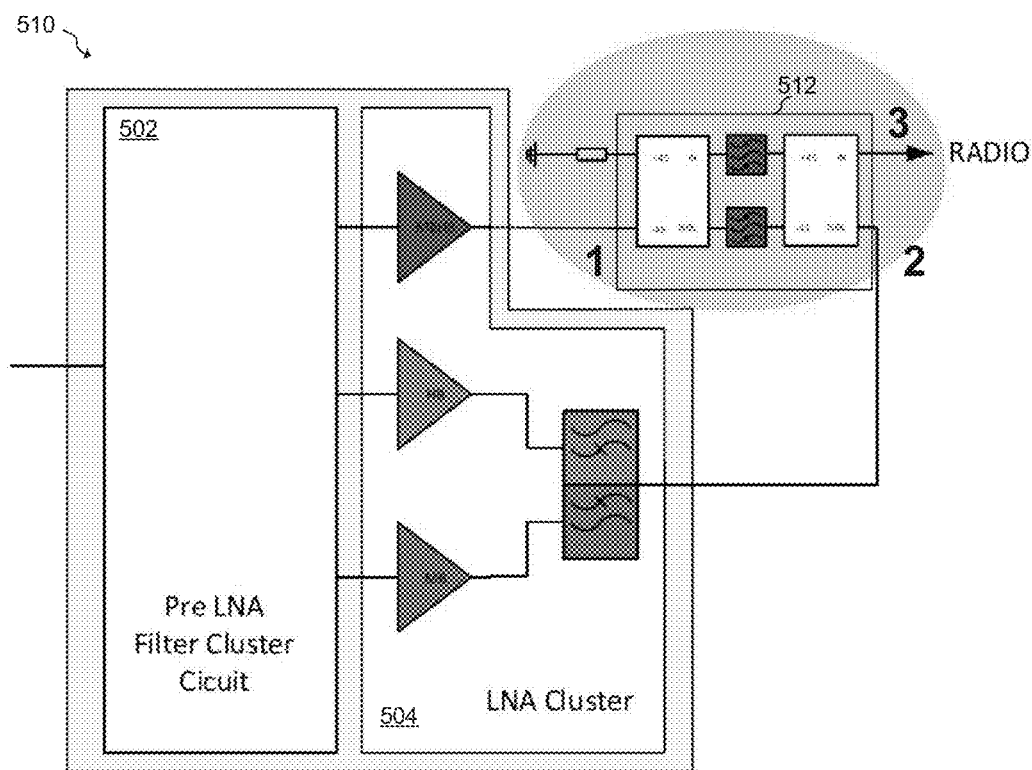 510
502
512
3
RADIO
1
2
Pre LNA
Filter Cluster
Cicuit
504
LNA Cluster